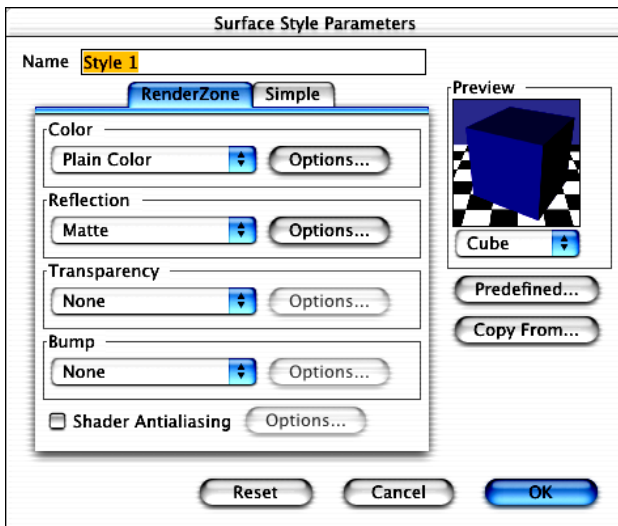 Surface Style Parameters
Name Style 1
RenderZone Simple
Color
Plain Color Options...
Reflection
Matte Options...
Transparency
None Options...
Bump
None Options...
Shader Antialiasing Options...
Preview
Cube
Predefined...
Copy From...
Reset Cancel OK